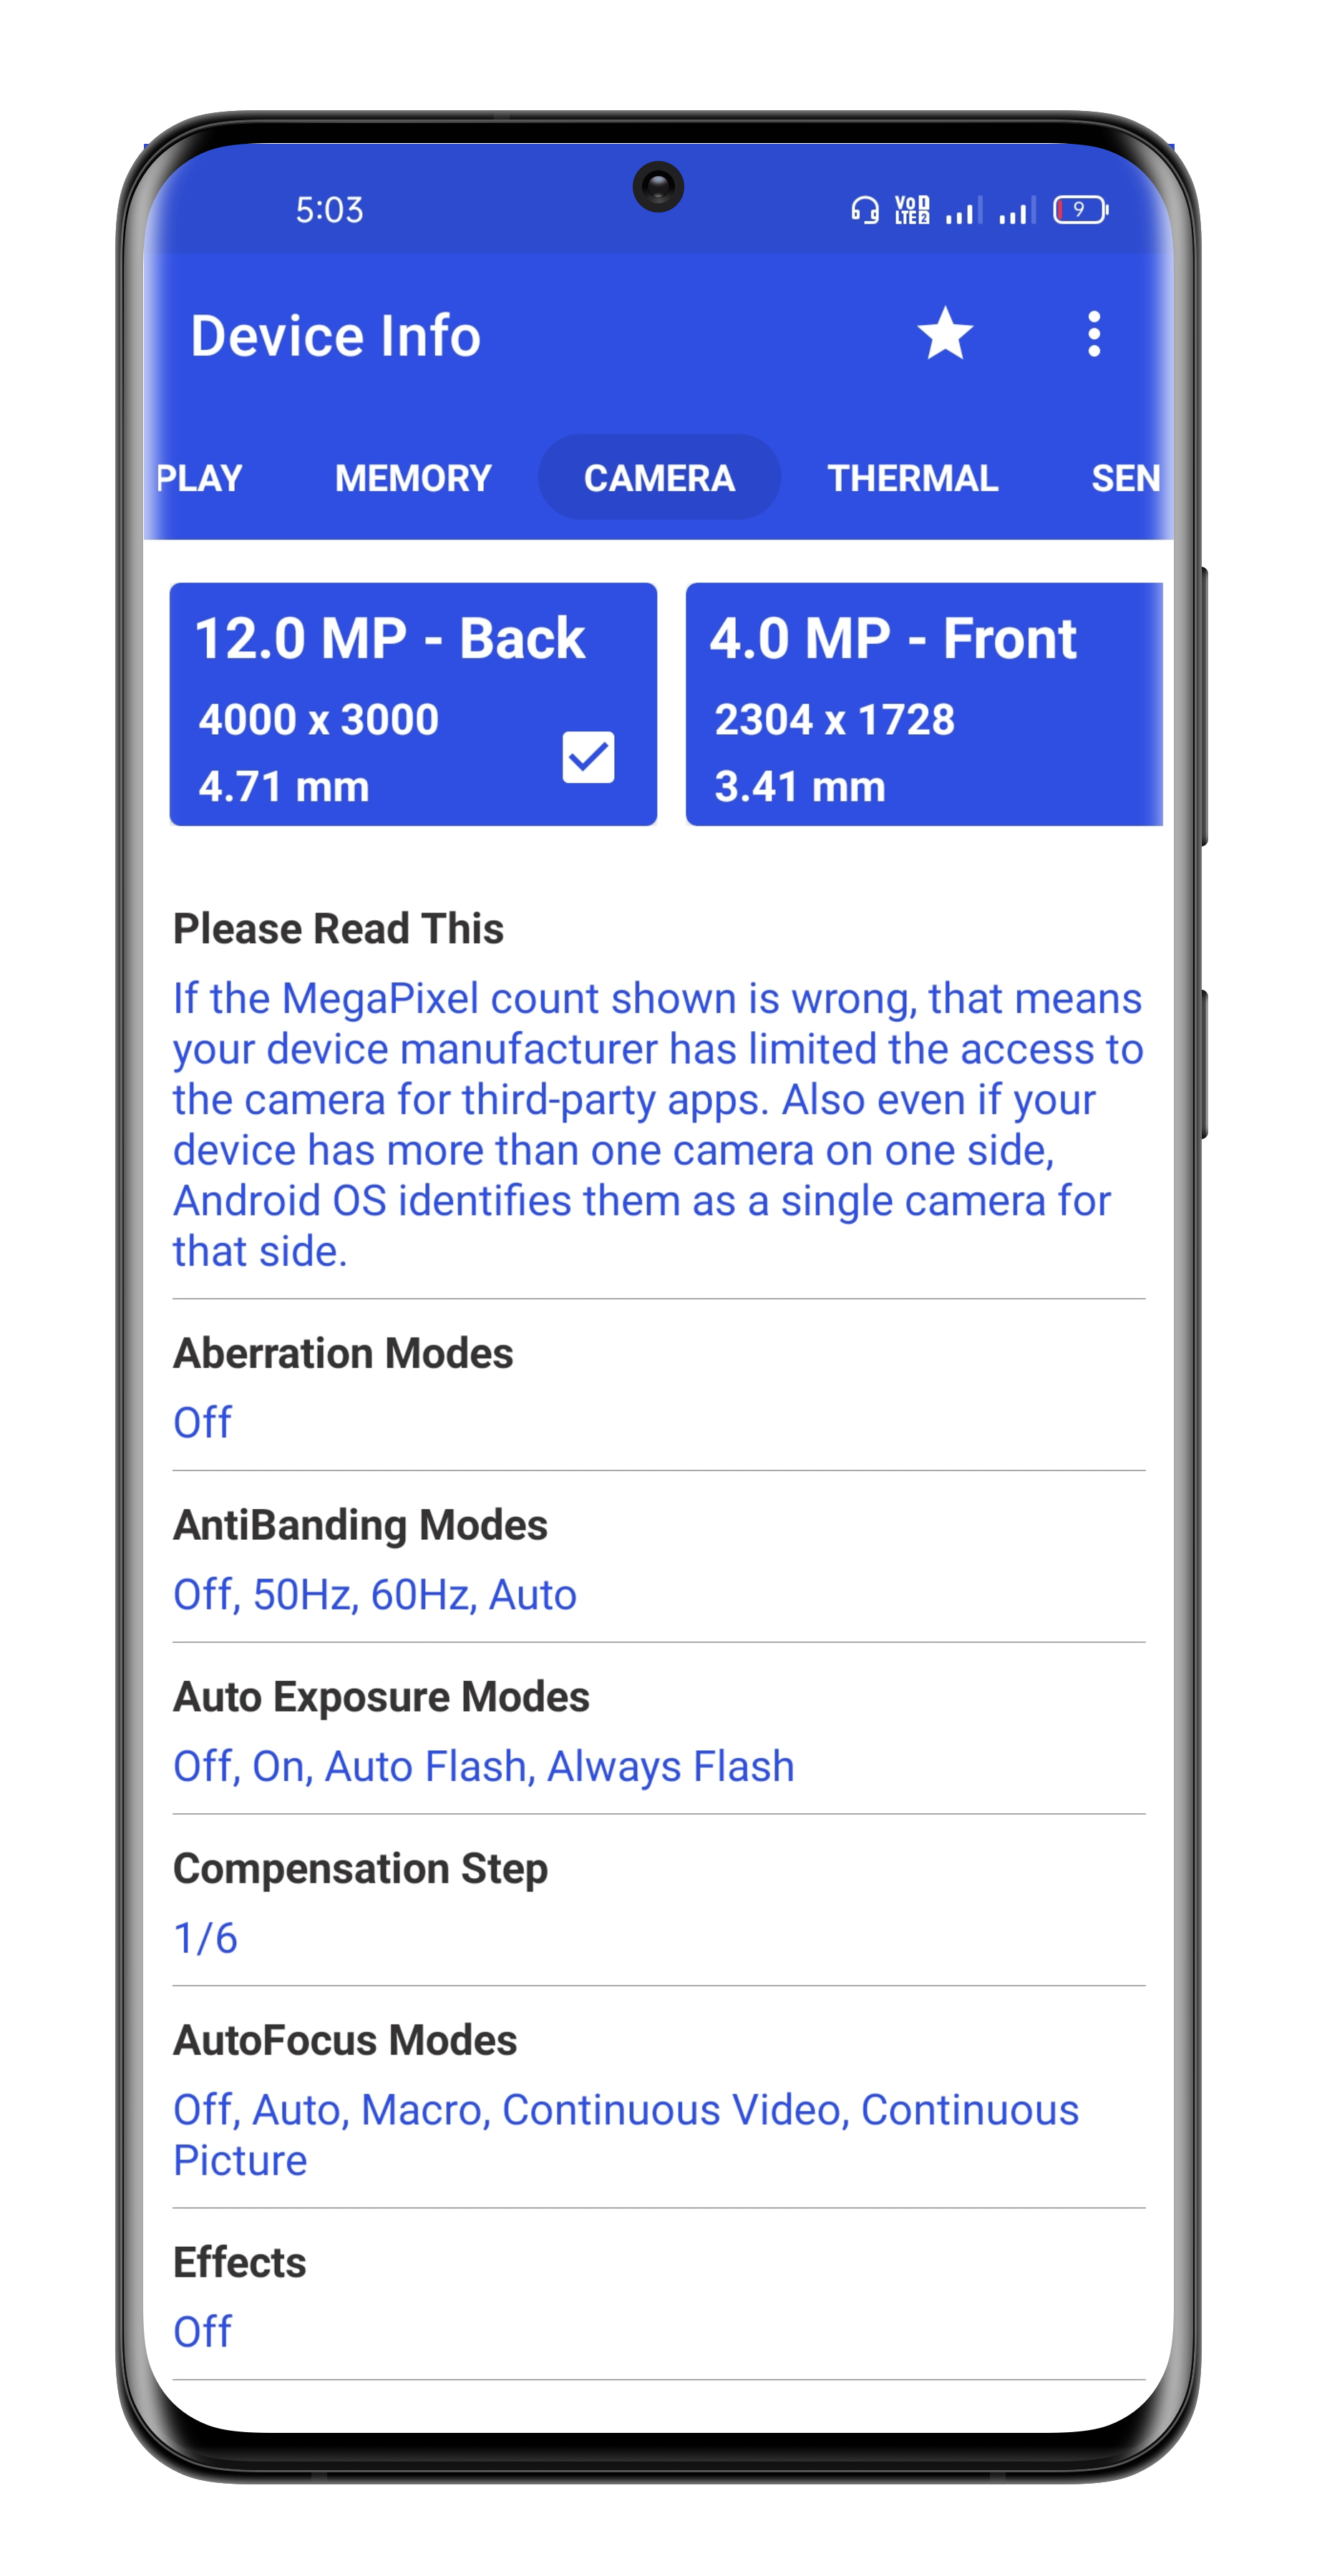 5:03
VoLTE 1 2
9
Device Info
PLAY MEMORY CAMERA THERMAL SEN
12.0 MP - Back
4000 x 3000
4.71 mm
4.0 MP - Front
2304 x 1728
3.41 mm
Please Read This
If the MegaPixel count shown is wrong, that means
your device manufacturer has limited the access to
the camera for third-party apps. Also even if your
device has more than one camera on one side,
Android OS identifies them as a single camera for
that side.
Aberration Modes
Off
AntiBanding Modes
Off, 50Hz, 60Hz, Auto
Auto Exposure Modes
Off, On, Auto Flash, Always Flash
Compensation Step
1/6
AutoFocus Modes
Off, Auto, Macro, Continuous Video, Continuous
Picture
Effects
Off